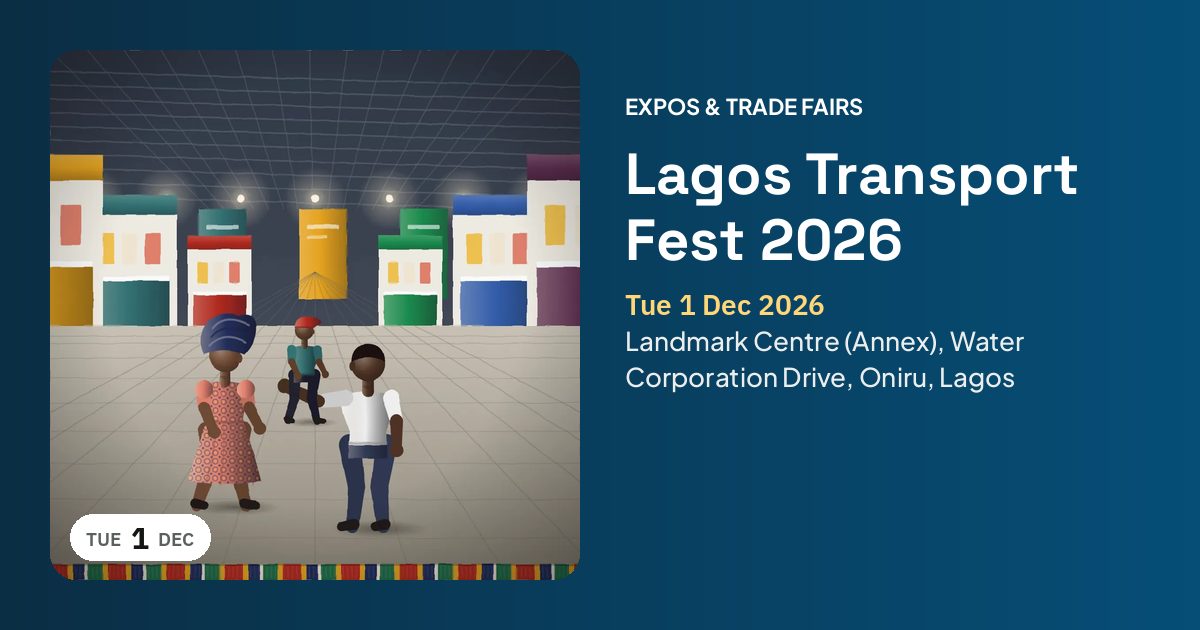 EXPOS & TRADE FAIRS
Lagos Transport
Fest 2026
Tue 1 Dec 2026
Landmark Centre (Annex), Water
Corporation Drive, Oniru, Lagos
TUE 1 DEC